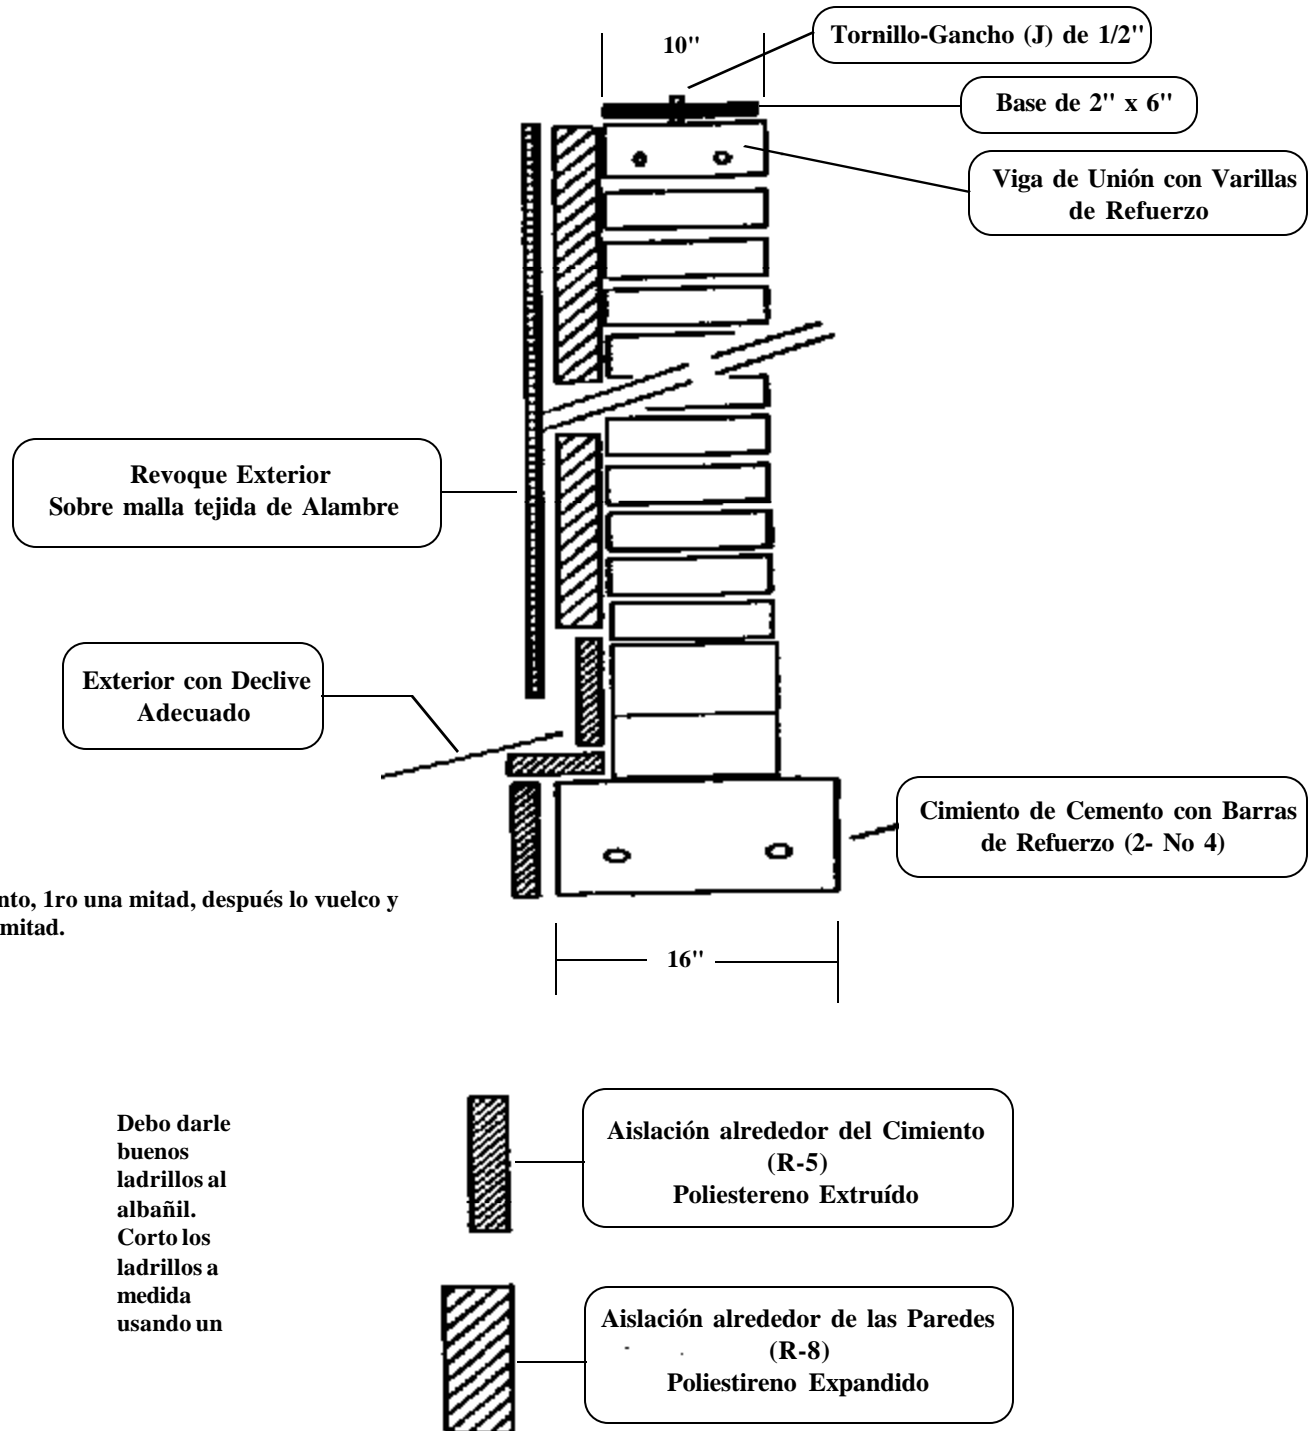 10"
Tornillo-Gancho (J) de 1/2"
Base de 2" x 6"
Viga de Unión con Varillas
de Refuerzo
Revoque Exterior
Sobre malla tejida de Alambre
Exterior con Declive
Adecuado
Cimiento de Cemento con Barras
de Refuerzo (2- No 4)
nto, 1ro una mitad, después lo vuelco y
mitad.
16"
Debo darle
buenos
ladrillos al
albañil.
Corto los
ladrillos a
medida
usando un
Aislación alrededor del Cimiento
(R-5)
Poliestereno Extruído
Aislación alrededor de las Paredes
(R-8)
Poliestireno Expandido